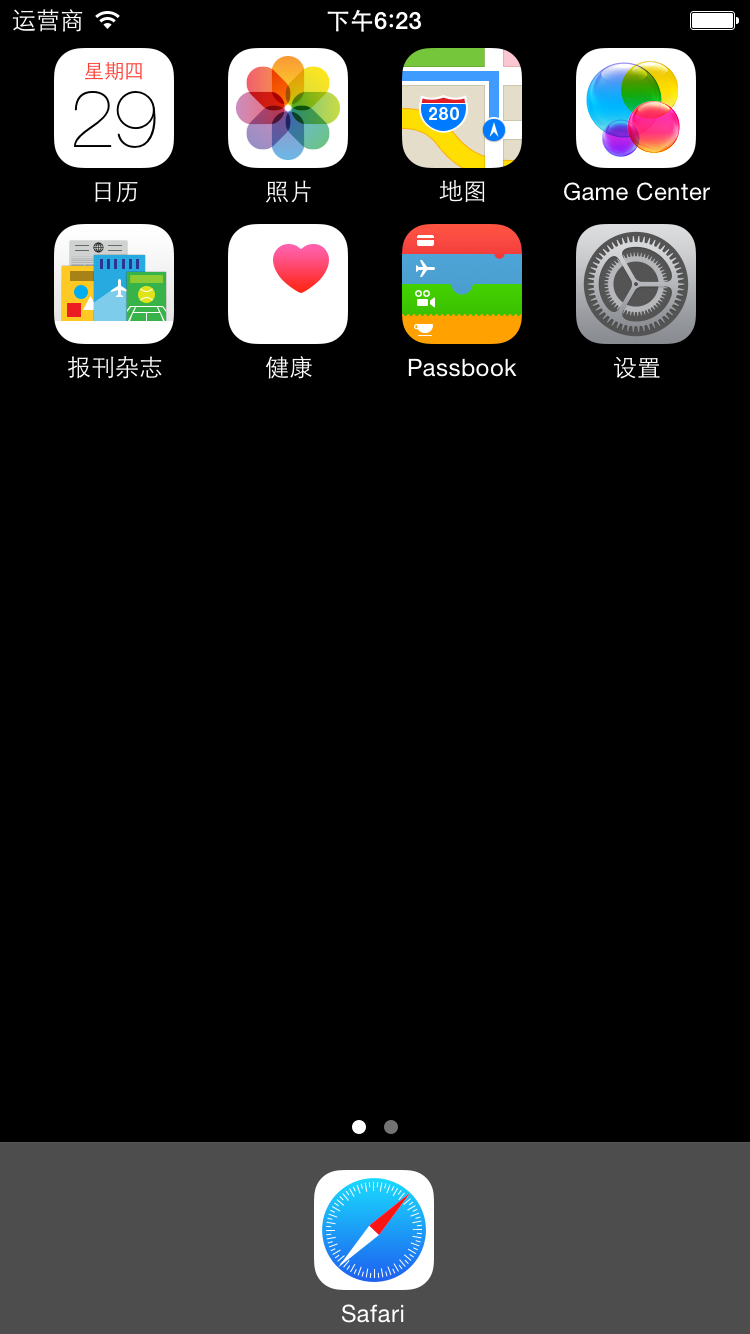 运营商
下午6:23
星期四
29
280
日历
照片
地图
Game Center
报刊杂志
健康
Passbook
设置
Safari